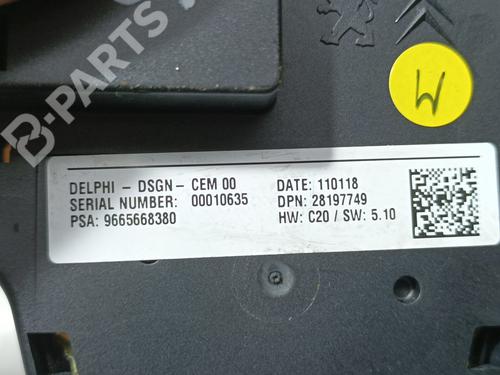 B-PARTS
W
DELPHI - DSGN - CEM 00
SERIAL NUMBER: 00010635
PSA: 9665668380
DATE: 110118
DPN: 28197749
HW: C20 / SW: 5.10